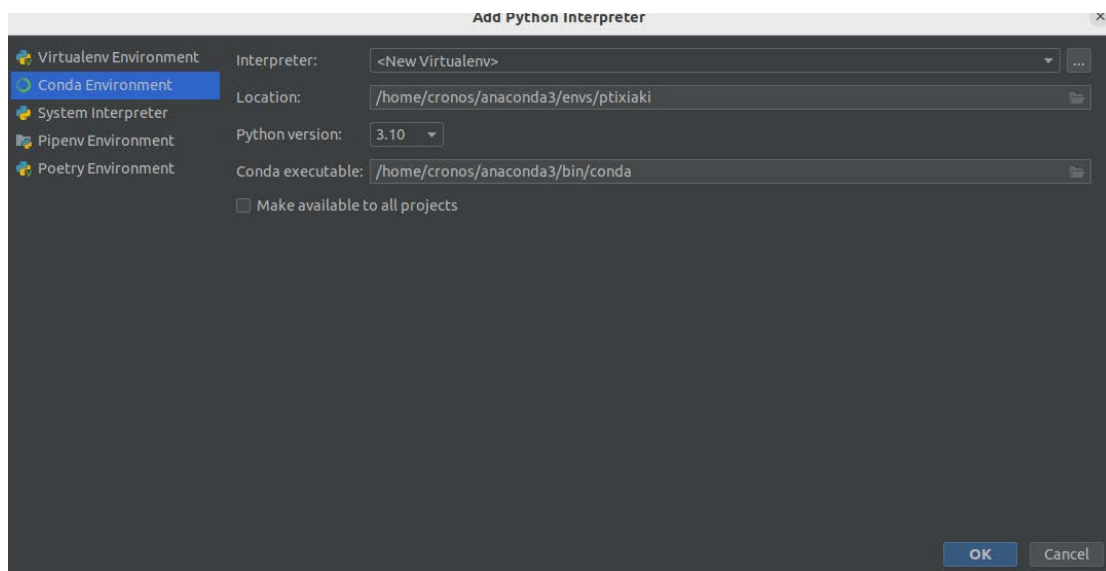 Add Python Interpreter
Virtualenv Environment
Conda Environment
System Interpreter
Pipenv Environment
Poetry Environment
Interpreter: <New Virtualenv> ...
Location: /home/cronos/anaconda3/envs/ptixiaki
Python version: 3.10
Conda executable: /home/cronos/anaconda3/bin/conda
Make available to all projects
OK Cancel